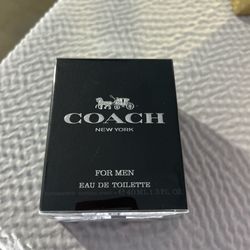 COACH
NEW YORK
FOR MEN
EAU DE TOILETTE